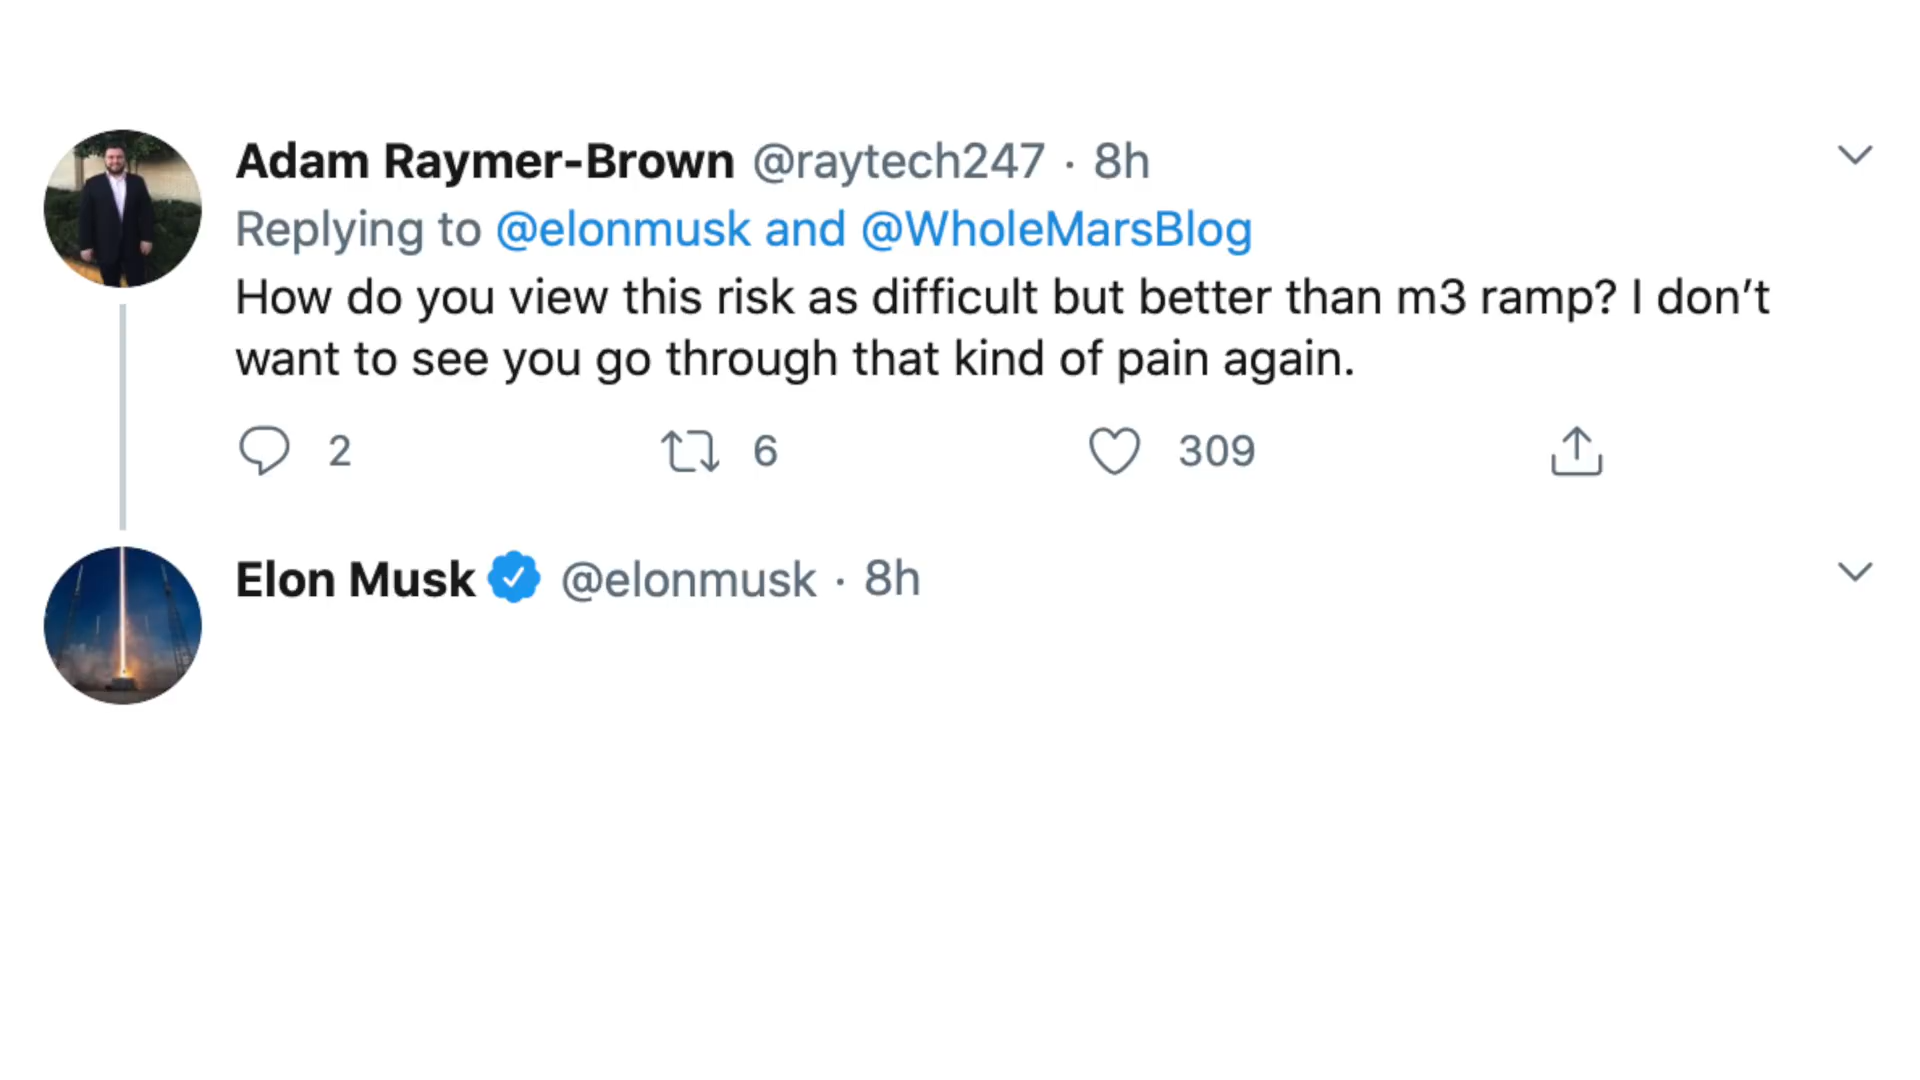 Adam Raymer-Brown @raytech247 · 8h
Replying to @elonmusk and @WholeMarsBlog
How do you view this risk as difficult but better than m3 ramp? I don’t
want to see you go through that kind of pain again.
2 6 309
Elon Musk @elonmusk · 8h